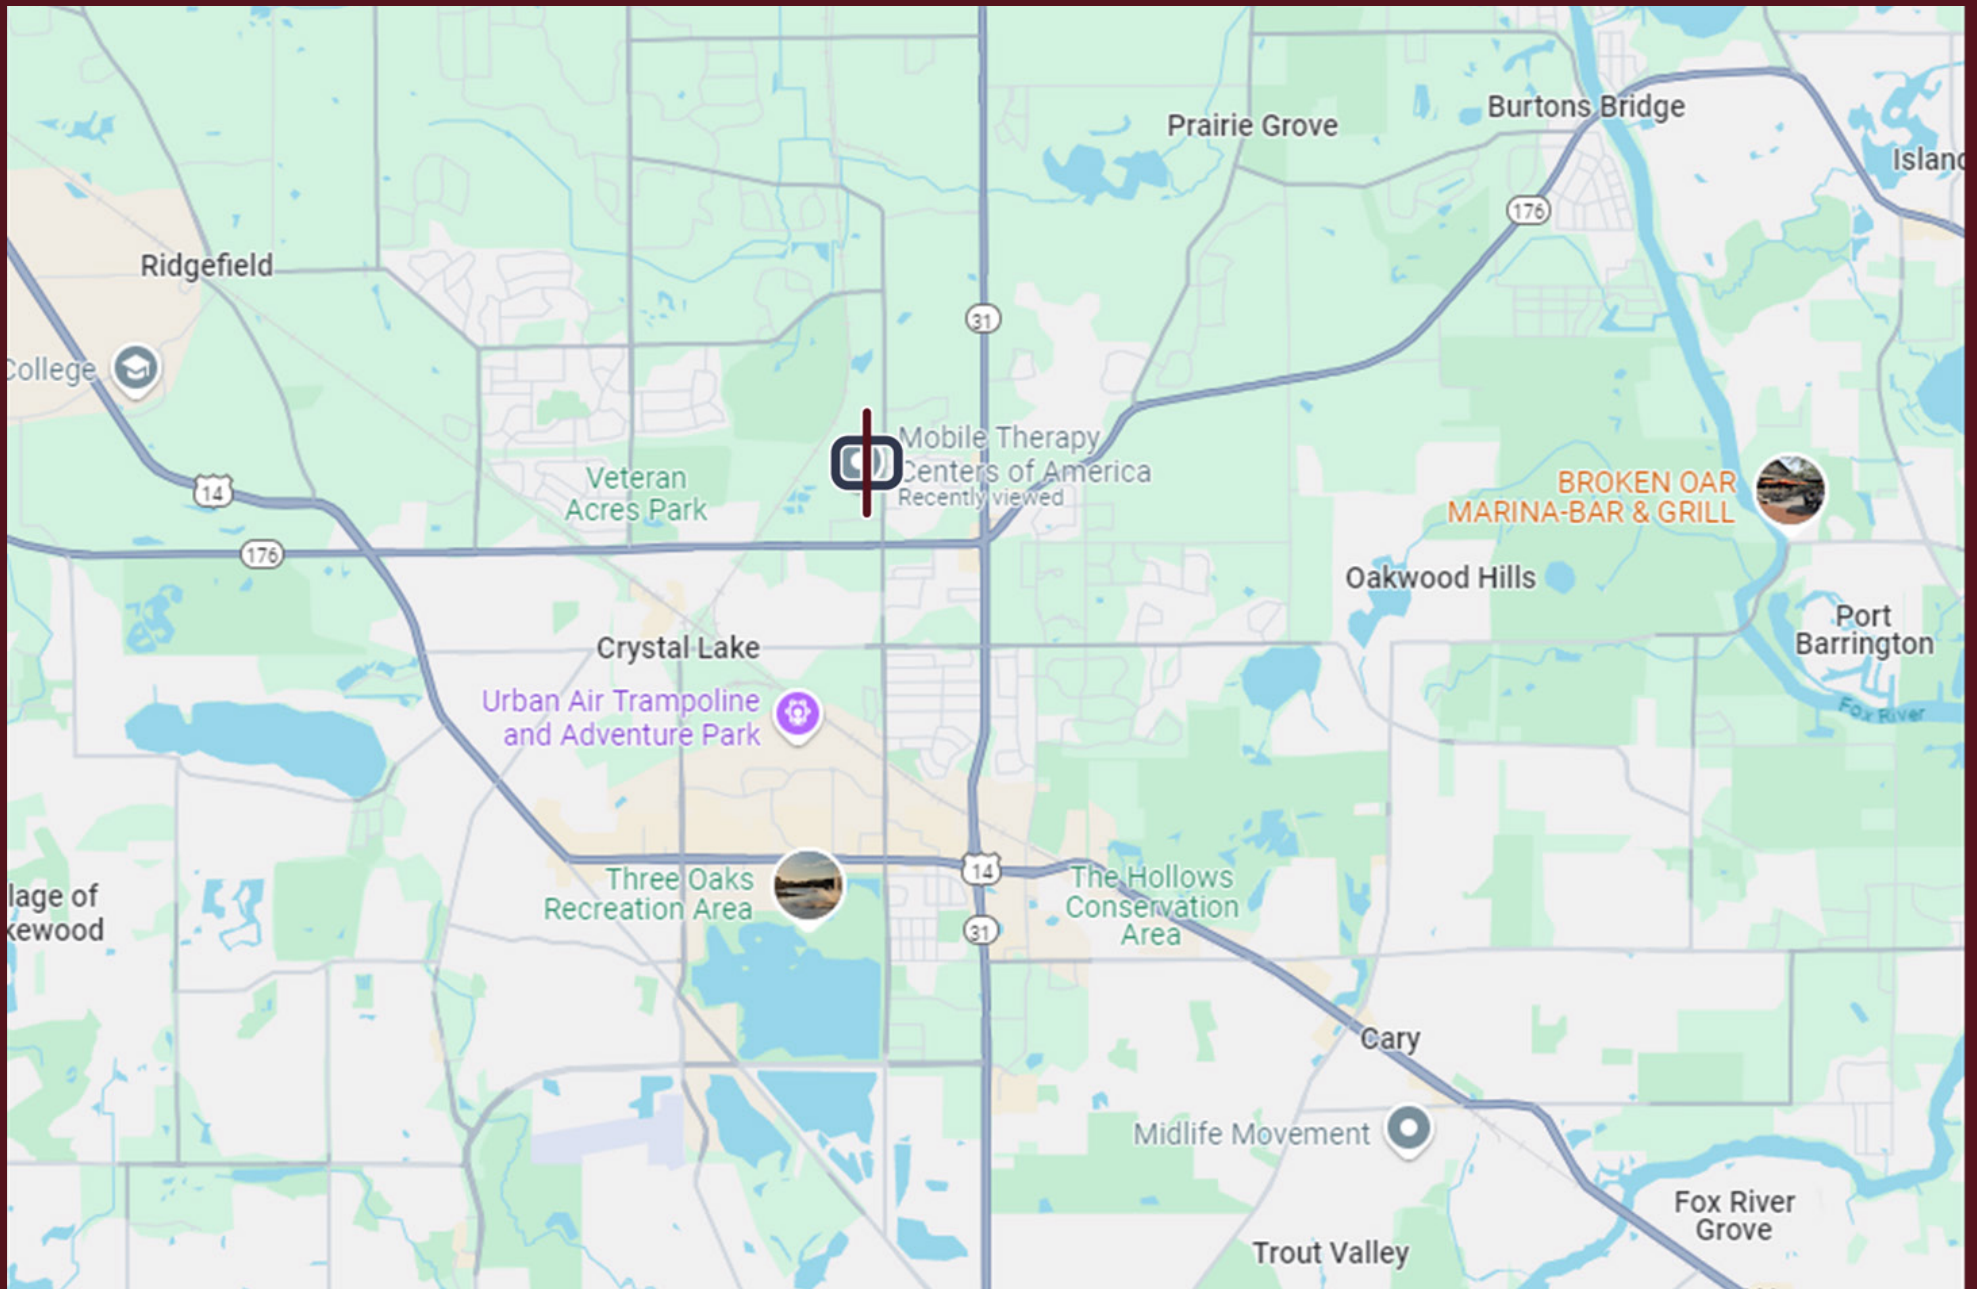 Prairie Grove
Burtons Bridge
Island
176
Ridgefield
31
College
Mobile Therapy
Centers of America
Recently viewed
Veteran
Acres Park
14
BROKEN OAR
MARINA-BAR & GRILL
176
Oakwood Hills
Port
Barrington
Crystal Lake
Urban Air Trampoline
and Adventure Park
Fox River
14
Three Oaks
Recreation Area
The Hollows
Conservation
Area
lage of
kewood
31
Cary
Midlife Movement
Fox River
Grove
Trout Valley